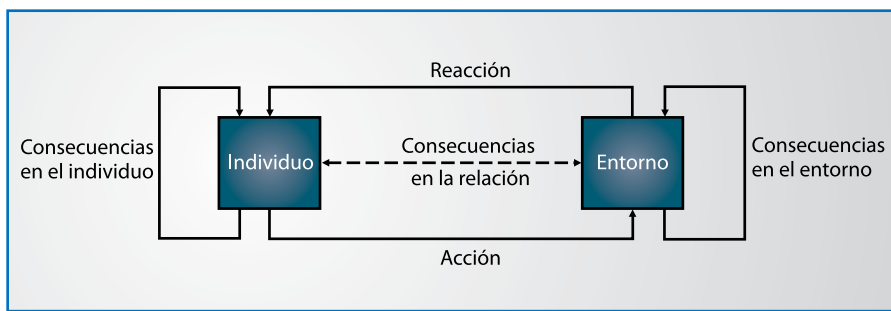 Reacción
Consecuencias
en el individuo
Individuo
Consecuencias
en la relación
Entorno
Consecuencias
en el entorno
Acción